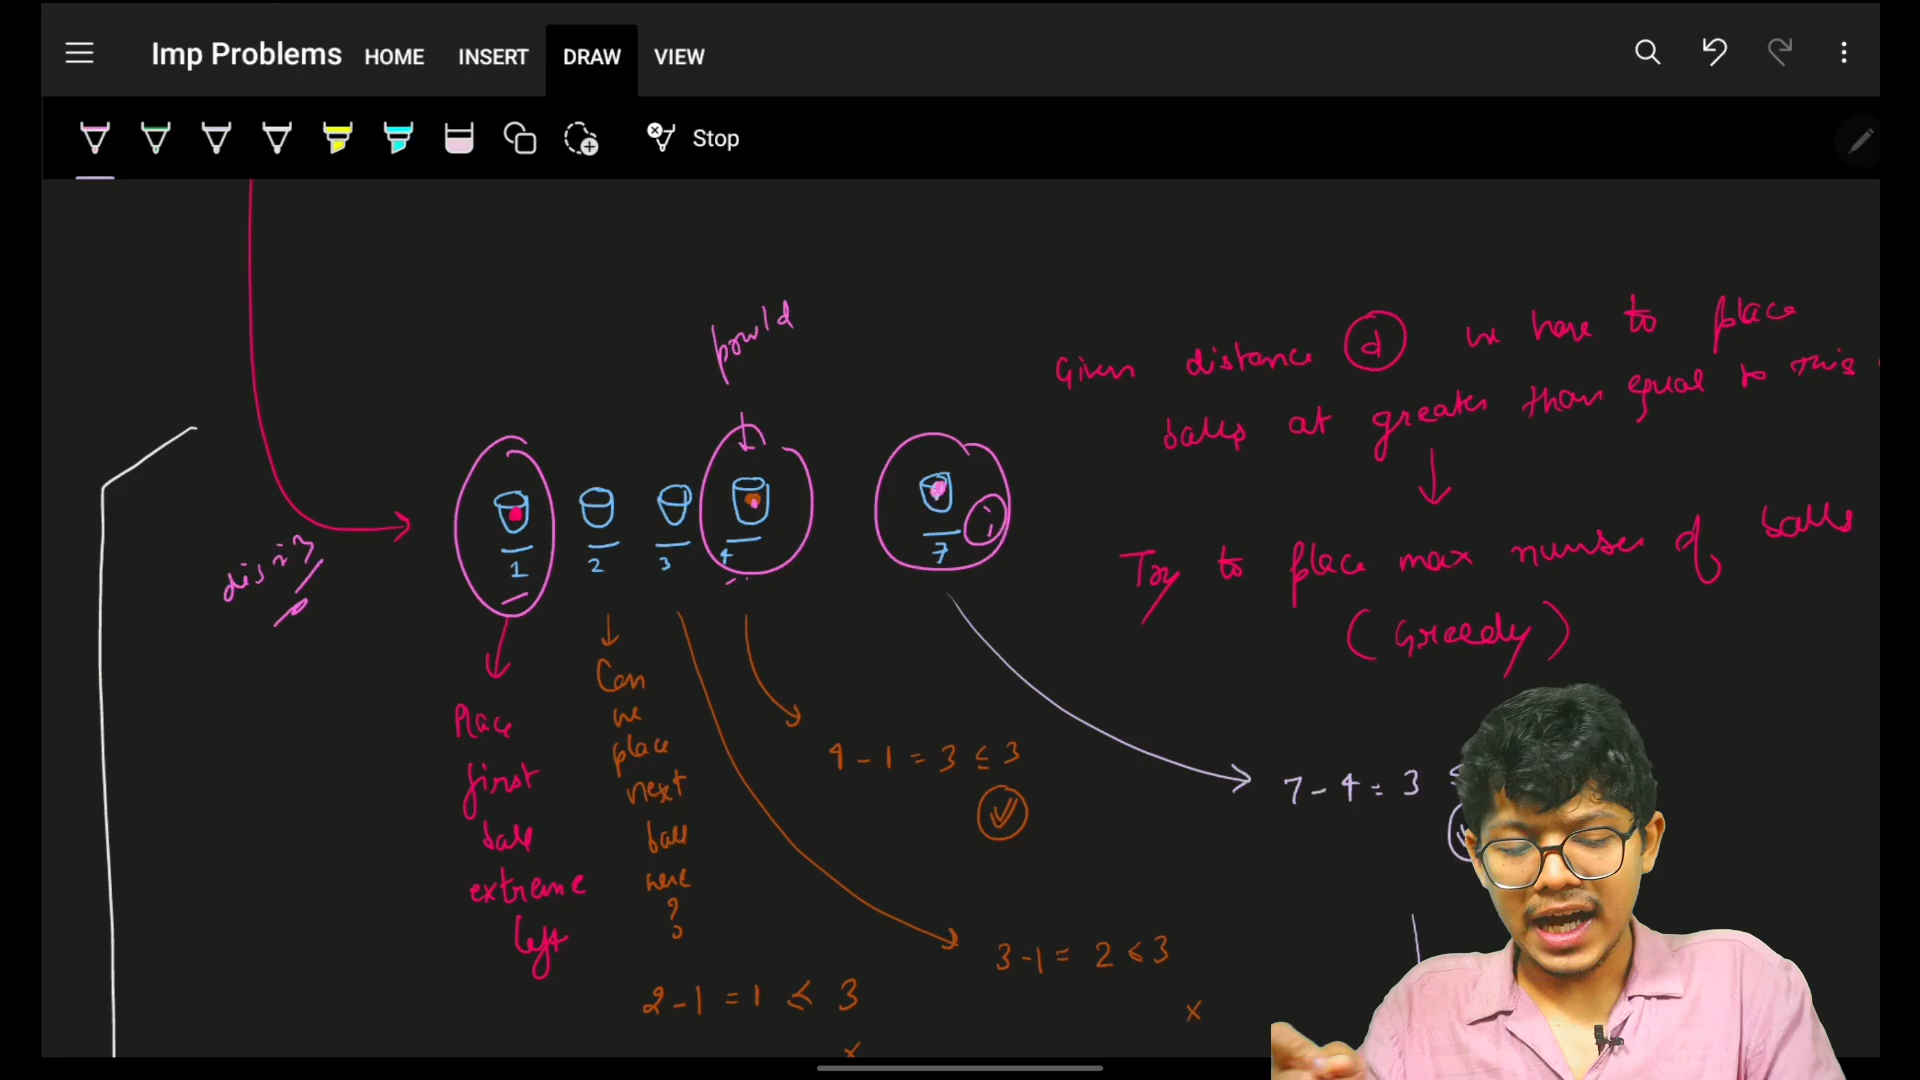 Imp Problems HOME INSERT DRAW VIEW
Stop
Given distance d we have to place
balls at greater than equal to this
Try to place max number of balls
(Greedy)
1 2 3 4 7 i
Place
first
ball
extreme
left
Can
we
place
next
ball
here
?
4 - 1 = 3 ≤ 3
7 - 4 = 3
3 - 1 = 2 < 3
x
2 - 1 = 1 < 3
x